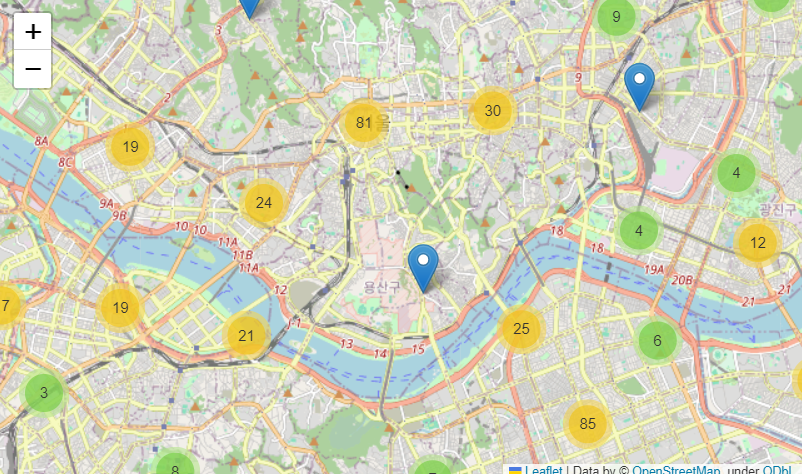 +
−
3
9
9
81
30
2
19
8A
8C
4
24
9A
9B
10
10
11A
11B
11A
18
18
4
12
광진구
19A
20B
21
21
용산구
12
7
19
21
J-1
13
14
15
25
6
3
85
8
Leaflet | Data by © OpenStreetMap, under ODbL